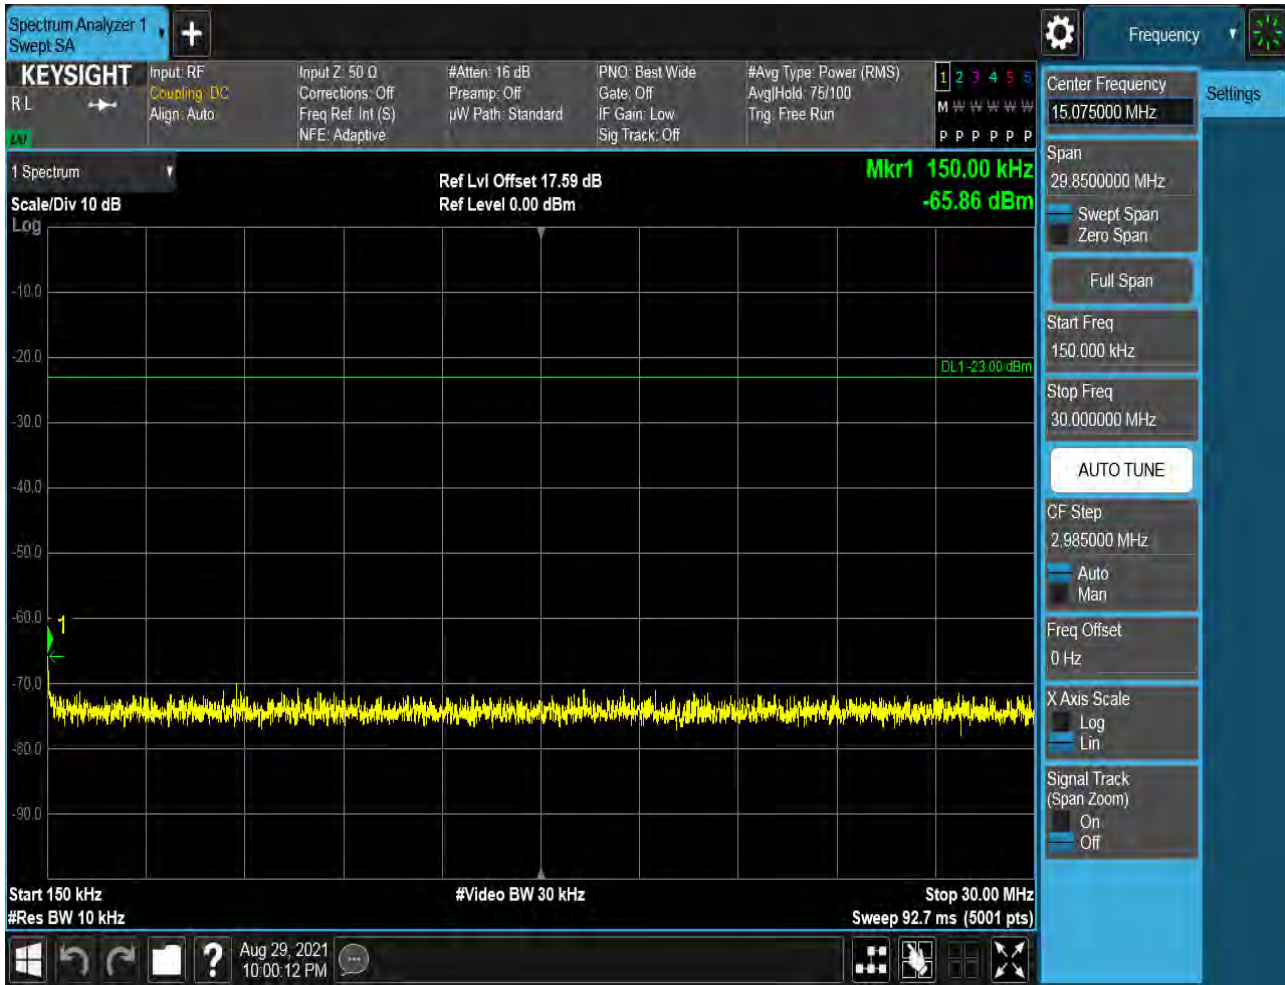 Spectrum Analyzer 1
Swept SA
+
Frequency
KEYSIGHT
R L
LNI
Input: RF
Coupling: DC
Align: Auto
Input Z: 50 Ω
Corrections: Off
Freq Ref: Int (S)
NFE: Adaptive
#Atten: 16 dB
Preamp: Off
µW Path: Standard
PNO: Best Wide
Gate: Off
IF Gain: Low
Sig Track: Off
#Avg Type: Power (RMS)
Avg|Hold: 75/100
Trig: Free Run
1 2 3 4 5 6
M W W W W W
P P P P P P
1 Spectrum
Scale/Div 10 dB
Log
Ref Lvl Offset 17.59 dB
Ref Level 0.00 dBm
Mkr1 150.00 kHz
-65.86 dBm
-10.0
-20.0
DL1 -23.00 dBm
-30.0
-40.0
-50.0
-60.0
1
-70.0
-80.0
-90.0
Start 150 kHz
#Res BW 10 kHz
#Video BW 30 kHz
Stop 30.00 MHz
Sweep 92.7 ms (5001 pts)
Center Frequency
15.075000 MHz
Settings
Span
29.8500000 MHz
Swept Span
Zero Span
Full Span
Start Freq
150.000 kHz
Stop Freq
30.000000 MHz
AUTO TUNE
CF Step
2.985000 MHz
Auto
Man
Freq Offset
0 Hz
X Axis Scale
Log
Lin
Signal Track
(Span Zoom)
On
Off
?
Aug 29, 2021
10:00:12 PM